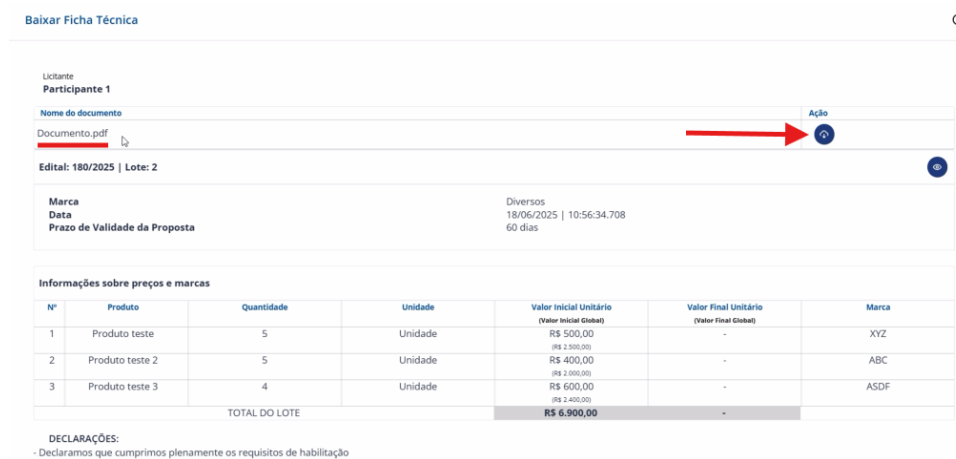 Baixar Ficha Técnica
Licitante
Participante 1
Nome do documento Ação
Documento.pdf
Edital: 180/2025 | Lote: 2
Marca Diversos
Data 18/06/2025 | 10:56:34.708
Prazo de Validade da Proposta 60 dias
Informações sobre preços e marcas
Nº Produto Quantidade Unidade Valor Inicial Unitário Valor Final Unitário Marca
(Valor Inicial Global) (Valor Final Global)
1 Produto teste 5 Unidade R$ 500,00 - XYZ
(R$ 2.500,00)
2 Produto teste 2 5 Unidade R$ 400,00 - ABC
(R$ 2.000,00)
3 Produto teste 3 4 Unidade R$ 600,00 - ASDF
(R$ 2.400,00)
TOTAL DO LOTE R$ 6.900,00 -
DECLARAÇÕES:
- Declaramos que cumprimos plenamente os requisitos de habilitação